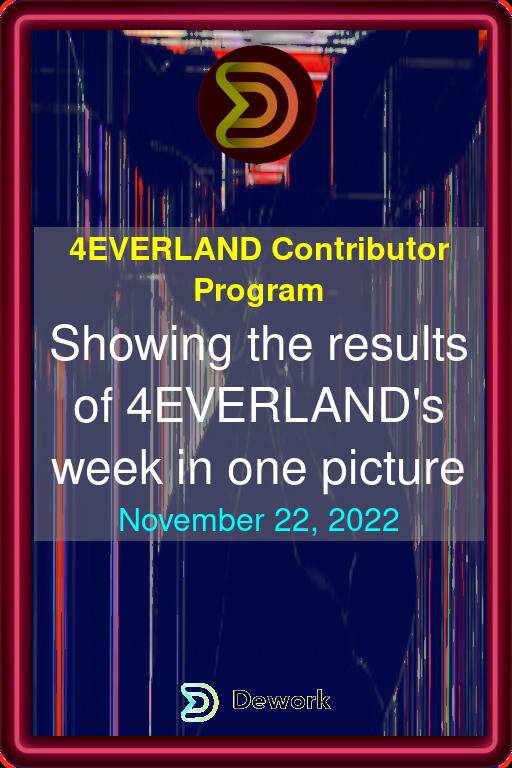 4EVERLAND Contributor
Program
Showing the results
of 4EVERLAND's
week in one picture
November 22, 2022
Dework